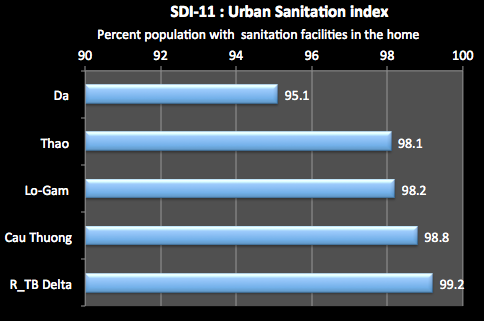 SDI-11 : Urban Sanitation index
Percent population with sanitation facilities in the home
90 92 94 96 98 100
Da 95.1
Thao 98.1
Lo-Gam 98.2
Cau Thuong 98.8
R_TB Delta 99.2